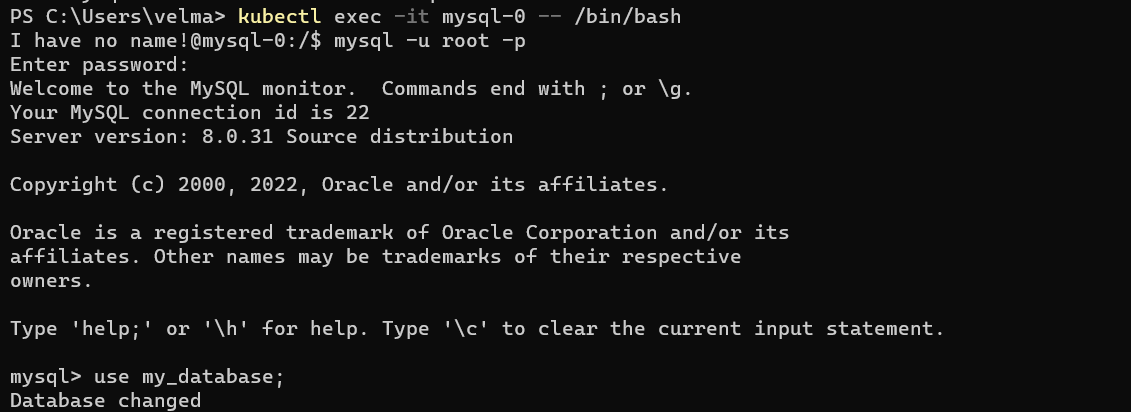 PS C:\Users\velma> kubectl exec -it mysql-0 -- /bin/bash
I have no name!@mysql-0:/$ mysql -u root -p
Enter password:
Welcome to the MySQL monitor.  Commands end with ; or \g.
Your MySQL connection id is 22
Server version: 8.0.31 Source distribution

Copyright (c) 2000, 2022, Oracle and/or its affiliates.

Oracle is a registered trademark of Oracle Corporation and/or its
affiliates. Other names may be trademarks of their respective
owners.

Type 'help;' or '\h' for help. Type '\c' to clear the current input statement.

mysql> use my_database;
Database changed